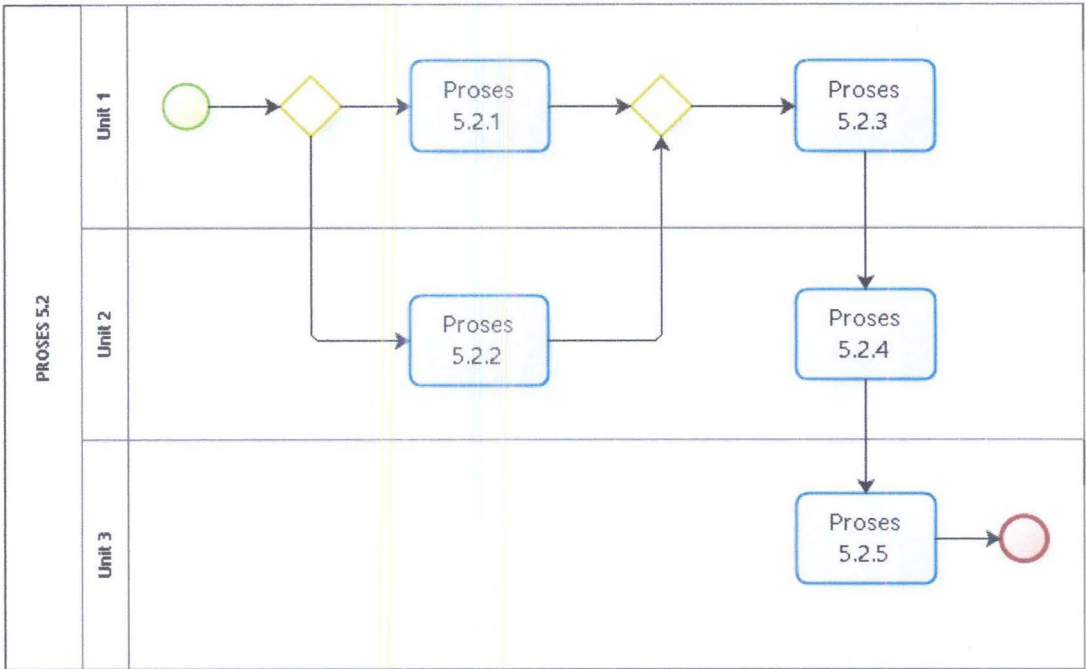 PROSES 5.2
Unit 1
Proses
5.2.1
Proses
5.2.3
Unit 2
Proses
5.2.2
Proses
5.2.4
Unit 3
Proses
5.2.5